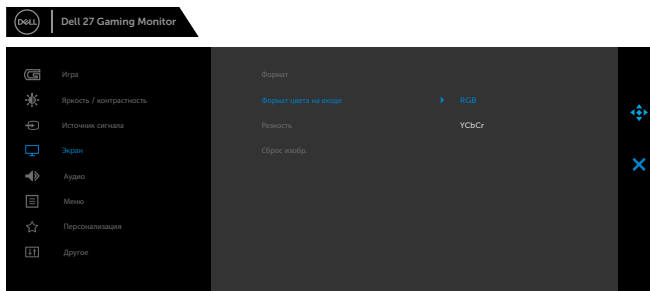 DELL
Dell 27 Gaming Monitor
Игра
Формат
Яркость / контрастность
Формат цвета на входе
RGB
Источник сигнала
Резкость
YCbCr
Экран
Сброс изобр.
Аудио
Меню
Персонализация
Другое